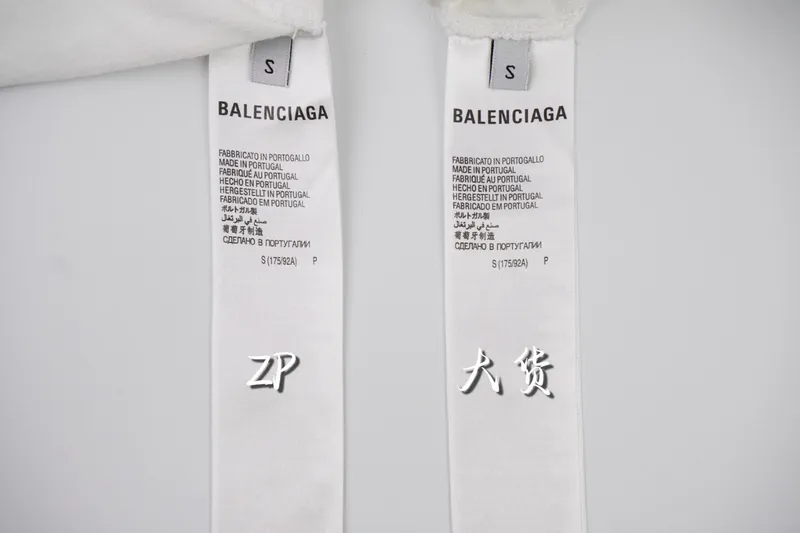 S
BALENCIAGA
FABBRICATO IN PORTOGALLO
MADE IN PORTUGAL
FABRIQUÉ AU PORTUGAL
HECHO EN PORTUGAL
HERGESTELLT IN PORTUGAL
FABRICADO EM PORTUGAL
ポルトガル製
صنع في البرتغال
葡萄牙制造
СДЕЛАНО В ПОРТУГАЛИИ
S (175/92A) P
ZP
S
BALENCIAGA
FABBRICATO IN PORTOGALLO
MADE IN PORTUGAL
FABRIQUÉ AU PORTUGAL
HECHO EN PORTUGAL
HERGESTELLT IN PORTUGAL
FABRICADO EM PORTUGAL
ポルトガル製
صنع في البرتغال
葡萄牙制造
СДЕЛАНО В ПОРТУГАЛИИ
S (175/92A) P
大货